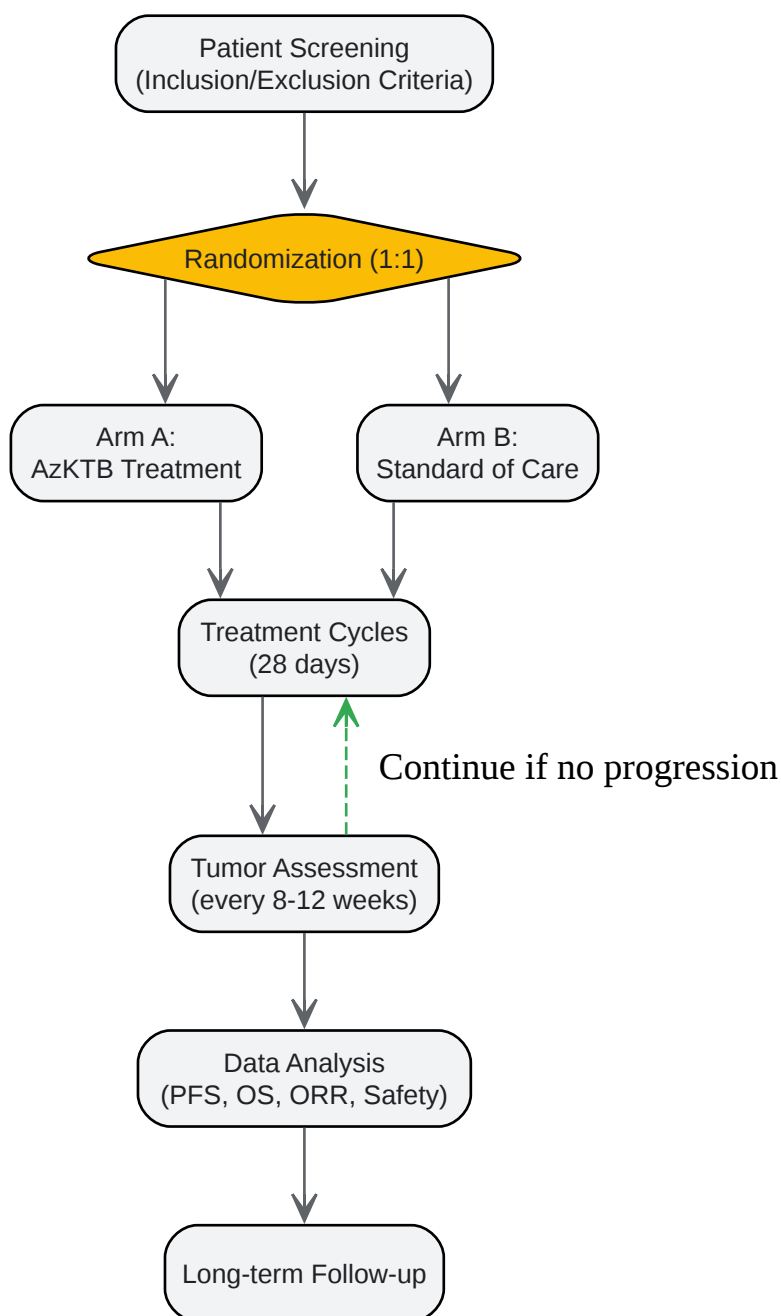 Patient Screening
(Inclusion/Exclusion Criteria)
Randomization (1:1)
Arm A:
AzKTB Treatment
Arm B:
Standard of Care
Treatment Cycles
(28 days)
Continue if no progression
Tumor Assessment
(every 8-12 weeks)
Data Analysis
(PFS, OS, ORR, Safety)
Long-term Follow-up